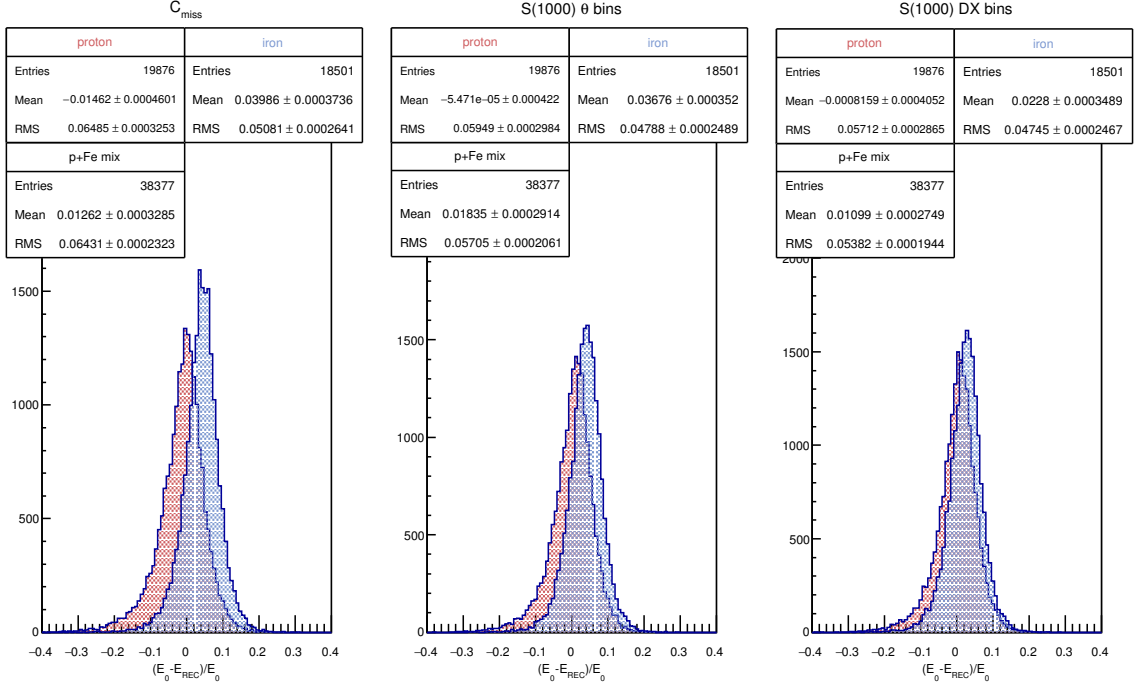 C_miss
proton iron
Entries 19876 Entries 18501
Mean −0.01462 ± 0.0004601 Mean 0.03986 ± 0.0003736
RMS 0.06485 ± 0.0003253 RMS 0.05081 ± 0.0002641
p+Fe mix
Entries 38377
Mean 0.01262 ± 0.0003285
RMS 0.06431 ± 0.0002323
1500
1000
500
0
−0.4 −0.3 −0.2 −0.1 0 0.1 0.2 0.3 0.4
(E_0-E_REC)/E_0
S(1000) θ bins
proton iron
Entries 19876 Entries 18501
Mean −5.471e−05 ± 0.000422 Mean 0.03676 ± 0.000352
RMS 0.05949 ± 0.0002984 RMS 0.04788 ± 0.0002489
p+Fe mix
Entries 38377
Mean 0.01835 ± 0.0002914
RMS 0.05705 ± 0.0002061
1500
1000
500
0
−0.4 −0.3 −0.2 −0.1 0 0.1 0.2 0.3 0.4
(E_0-E_REC)/E_0
S(1000) DX bins
proton iron
Entries 19876 Entries 18501
Mean −0.0008159 ± 0.0004052 Mean 0.0228 ± 0.0003489
RMS 0.05712 ± 0.0002865 RMS 0.04745 ± 0.0002467
p+Fe mix
Entries 38377
Mean 0.01099 ± 0.0002749
RMS 0.05382 ± 0.0001944
2000
1500
1000
500
0
−0.4 −0.3 −0.2 −0.1 0 0.1 0.2 0.3 0.4
(E_0-E_REC)/E_0